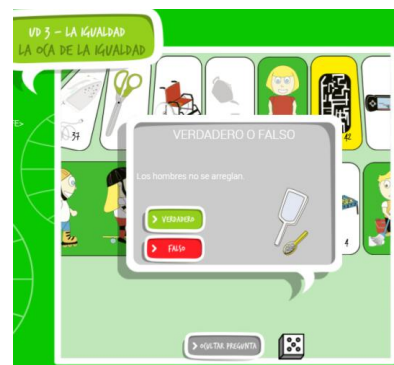 UD 3 – LA IGUALDAD
LA OCA DE LA IGUALDAD
TE>
37
42
VERDADERO O FALSO
Los hombres no se arreglan.
> VERDADERO
> FALSO
4
> OCULTAR PREGUNTA